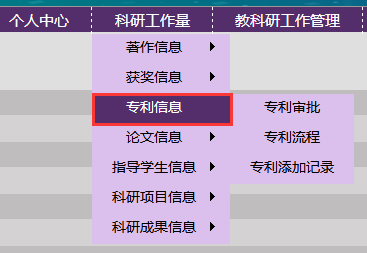 个人中心 科研工作量 教科研工作管理
著作信息
获奖信息
专利信息 专利审批
论文信息 专利流程
指导学生信息 专利添加记录
科研项目信息
科研成果信息